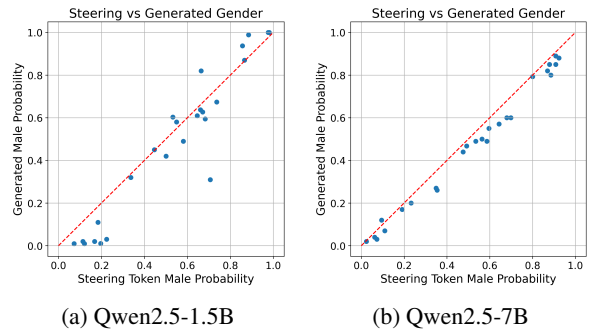 Steering vs Generated Gender
Generated Male Probability
1.0
0.8
0.6
0.4
0.2
0.0
0.0 0.2 0.4 0.6 0.8 1.0
Steering Token Male Probability
(a) Qwen2.5-1.5B
Steering vs Generated Gender
Generated Male Probability
1.0
0.8
0.6
0.4
0.2
0.0
0.0 0.2 0.4 0.6 0.8 1.0
Steering Token Male Probability
(b) Qwen2.5-7B